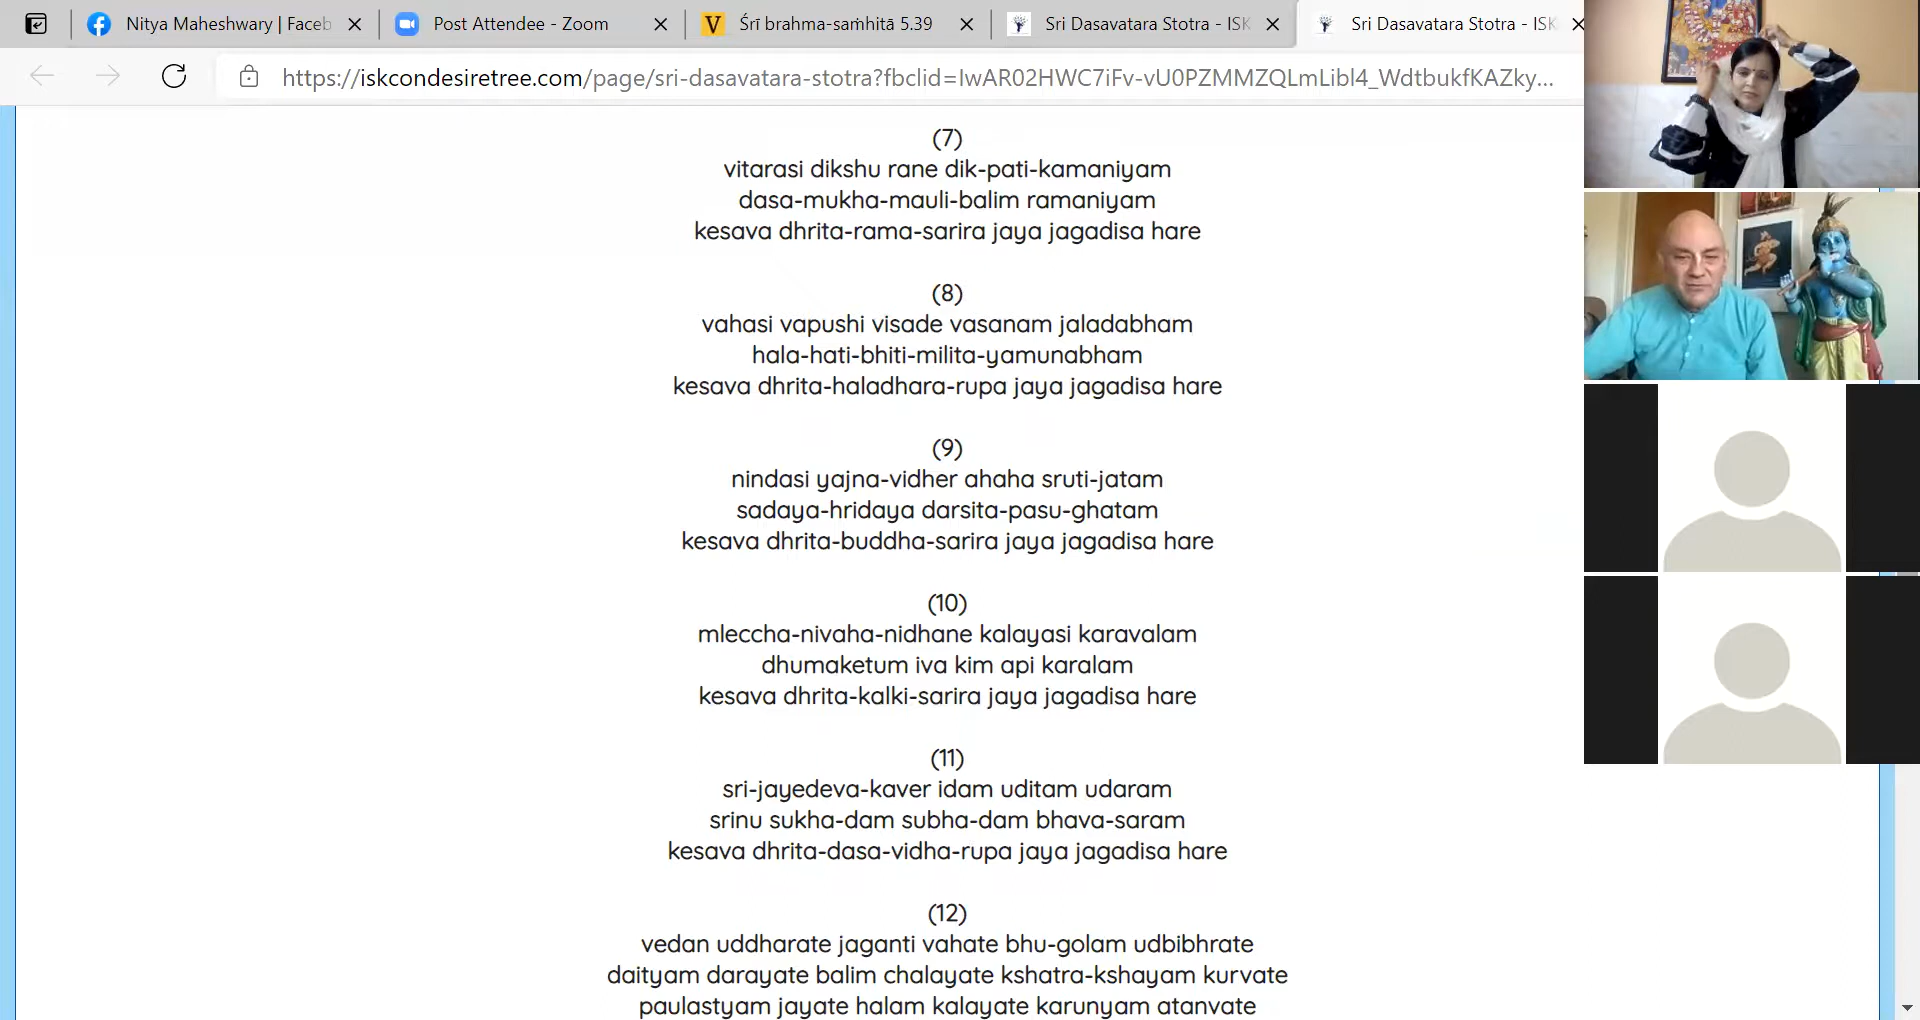 Nitya Maheshwary | Faceb
Post Attendee - Zoom
Śrī brahma-saṁhitā 5.39
Sri Dasavatara Stotra - ISK
Sri Dasavatara Stotra - ISK
https://iskcondesiretree.com/page/sri-dasavatara-stotra?fbclid=IwAR02HWC7iFv-vU0PZMMZQLmLibl4_WdtbukfKAZky...
(7)
vitarasi dikshu rane dik-pati-kamaniyam
dasa-mukha-mauli-balim ramaniyam
kesava dhrita-rama-sarira jaya jagadisa hare
(8)
vahasi vapushi visade vasanam jaladabham
hala-hati-bhiti-milita-yamunabham
kesava dhrita-haladhara-rupa jaya jagadisa hare
(9)
nindasi yajna-vidher ahaha sruti-jatam
sadaya-hridaya darsita-pasu-ghatam
kesava dhrita-buddha-sarira jaya jagadisa hare
(10)
mleccha-nivaha-nidhane kalayasi karavalam
dhumaketum iva kim api karalam
kesava dhrita-kalki-sarira jaya jagadisa hare
(11)
sri-jayedeva-kaver idam uditam udaram
srinu sukha-dam subha-dam bhava-saram
kesava dhrita-dasa-vidha-rupa jaya jagadisa hare
(12)
vedan uddharate jaganti vahate bhu-golam udbibhrate
daityam darayate balim chalayate kshatra-kshayam kurvate
paulastyam jayate halam kalayate karunyam atanvate